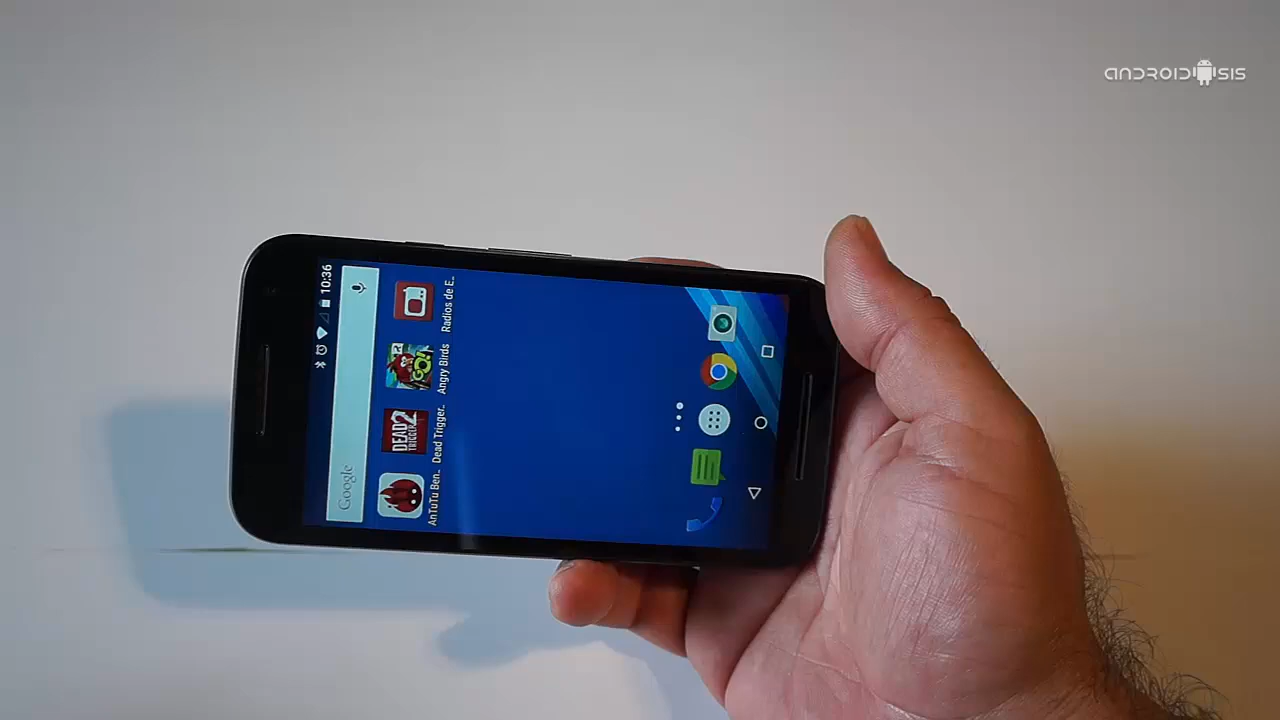 ANDROIDSIS
10:36
Google
Radios de E..
Angry Birds
GO!
Dead Trigger..
DEAD
TRIGGER
2
AnTuTu Ben..